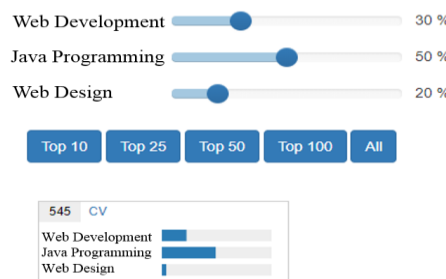 Web Development 30 %
Java Programming 50 %
Web Design 20 %
Top 10 Top 25 Top 50 Top 100 All
545 CV
Web Development
Java Programming
Web Design